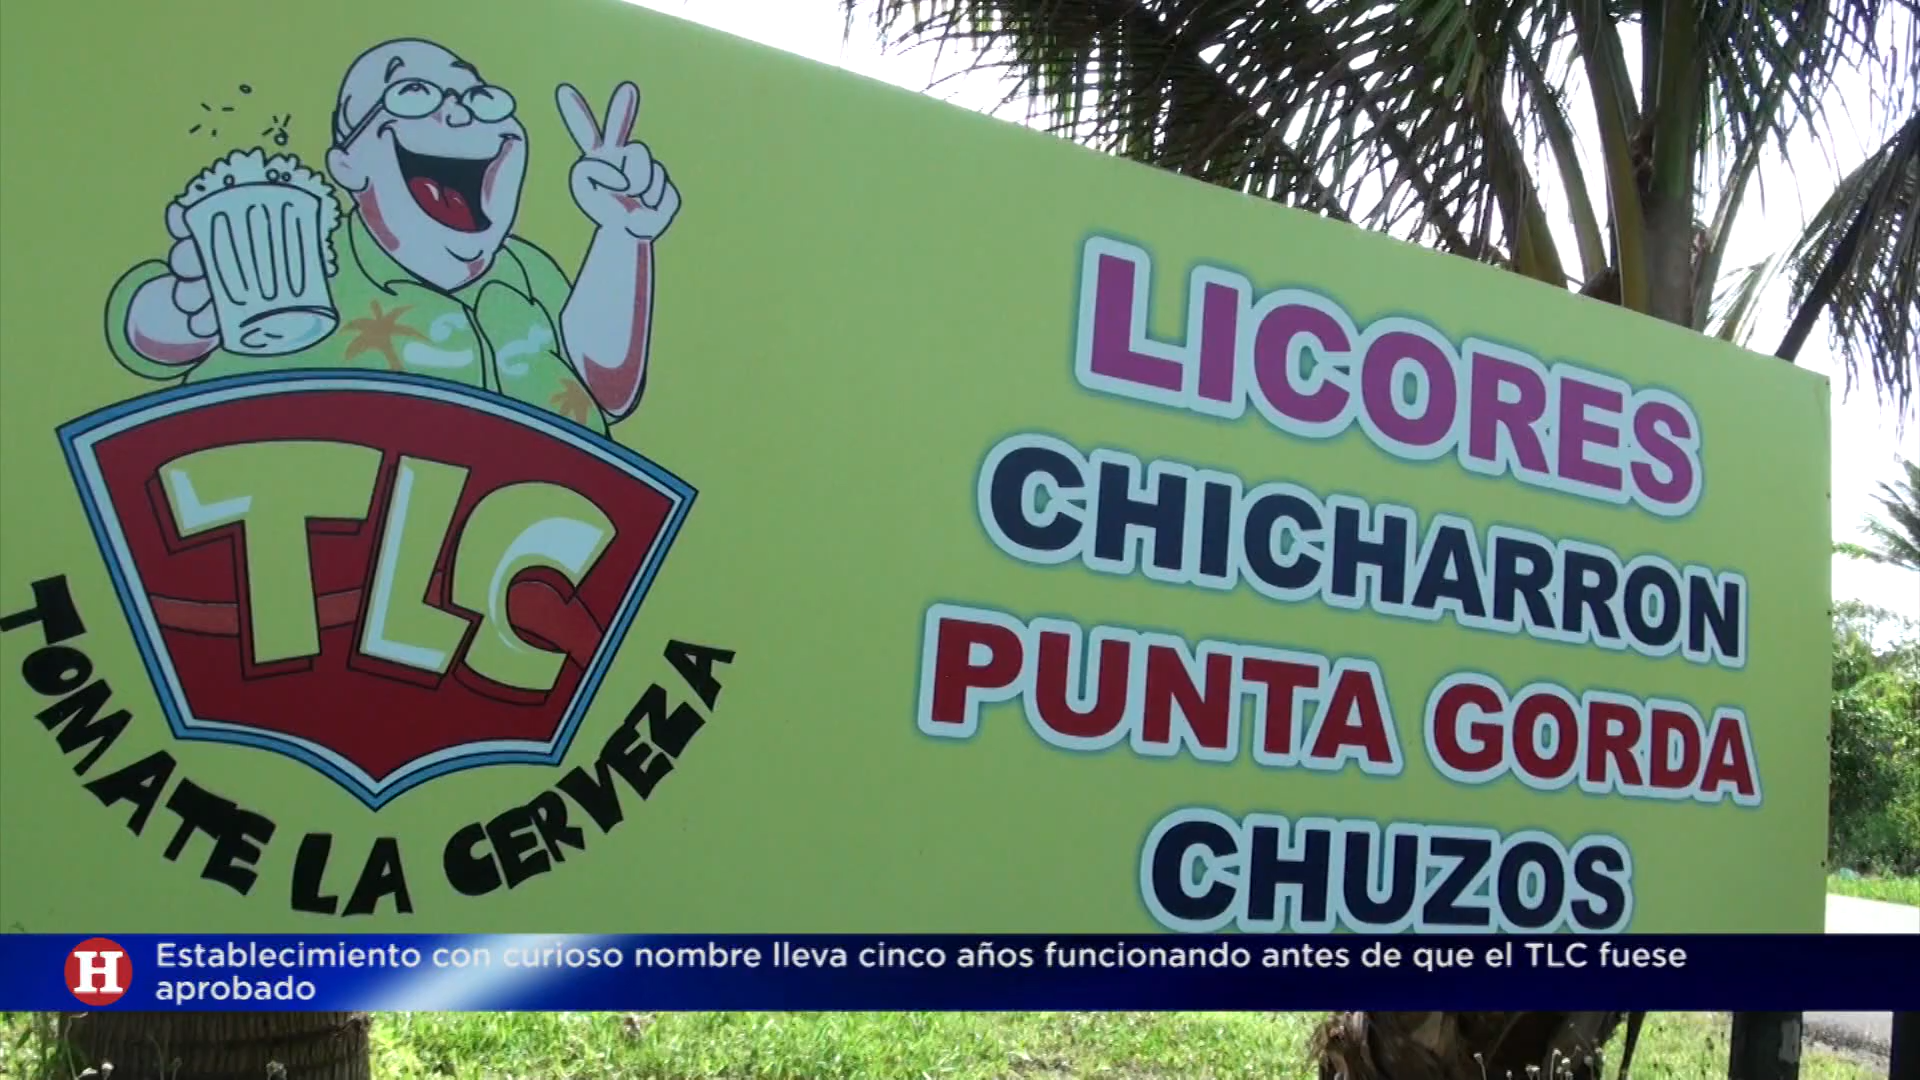 TLC
TOMATE LA CERVEZA
LICORES
CHICHARRON
PUNTA GORDA
CHUZOS
H
Establecimiento con curioso nombre lleva cinco años funcionando antes de que el TLC fuese
aprobado